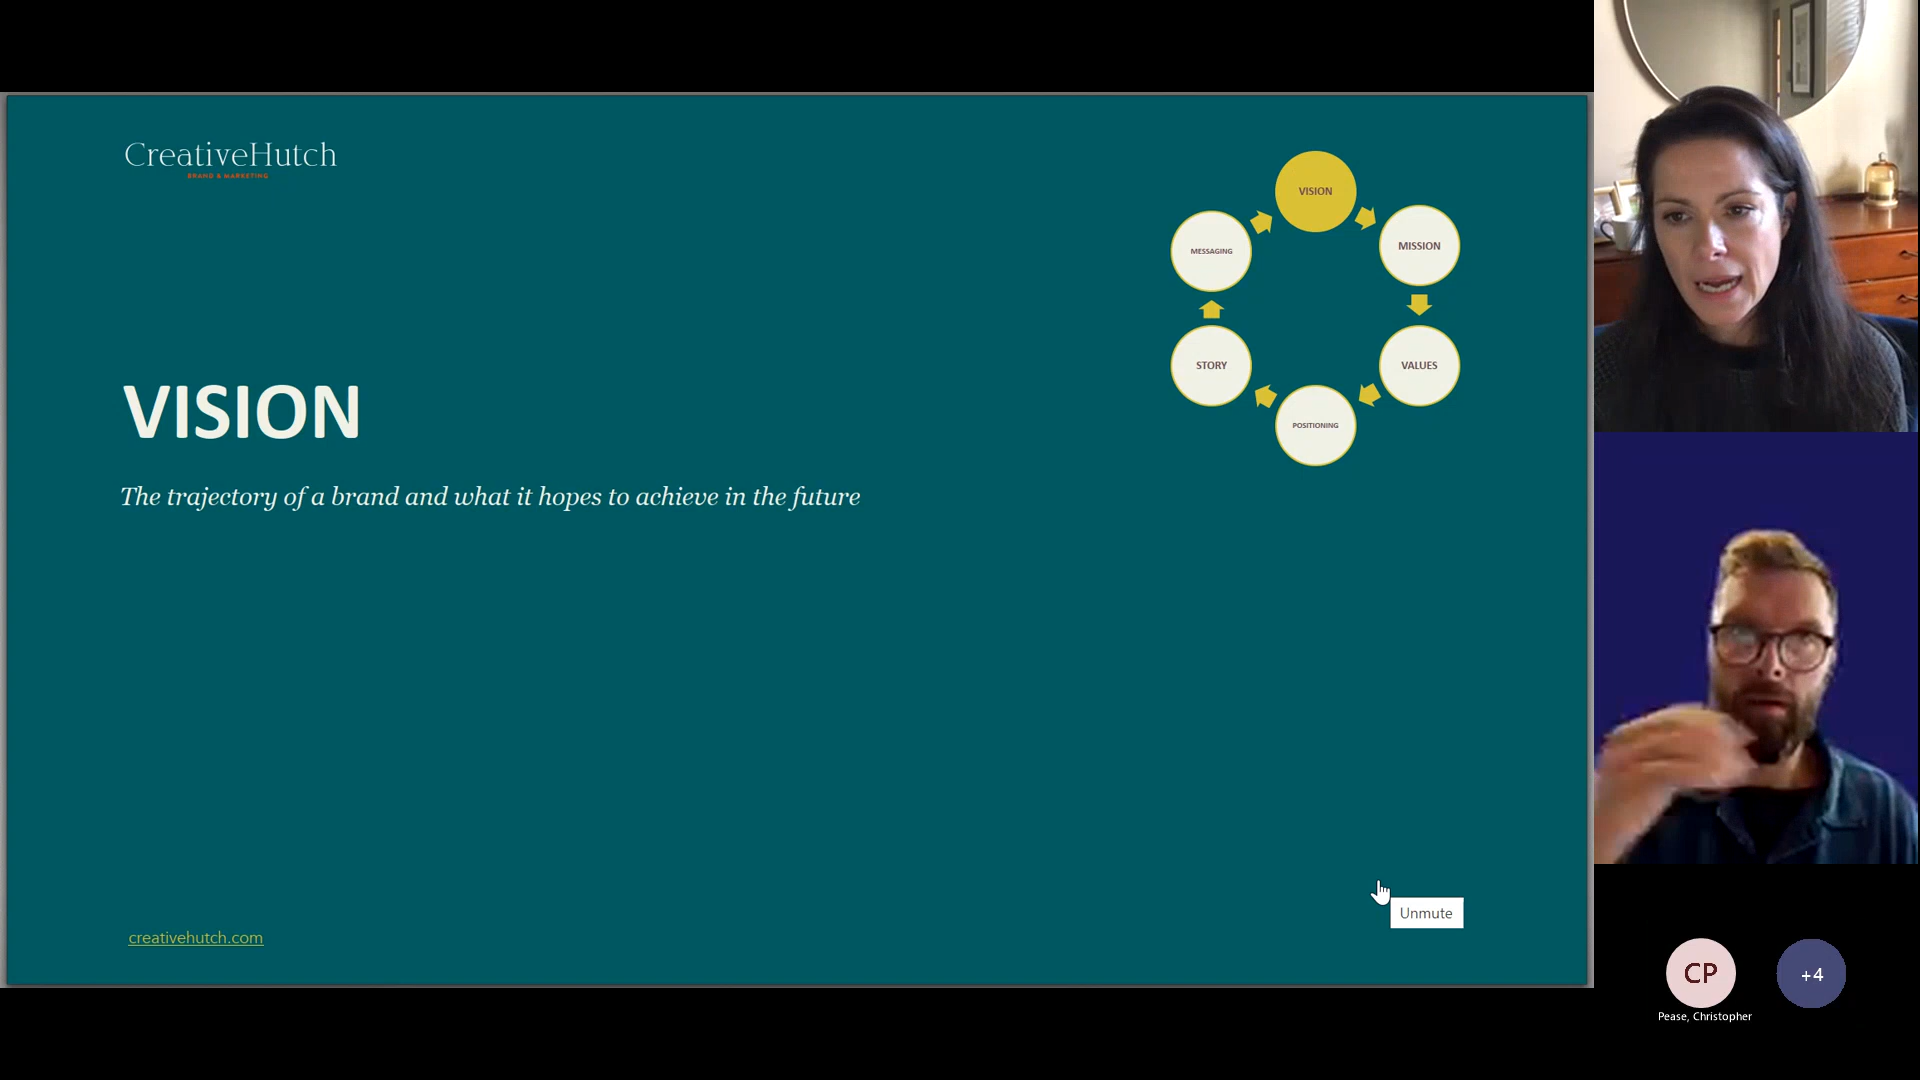 CreativeHutch
BRAND & MARKETING
VISION
MESSAGING
MISSION
STORY
VALUES
POSITIONING
VISION
The trajectory of a brand and what it hopes to achieve in the future
Unmute
creativehutch.com
CP
+4
Pease, Christopher